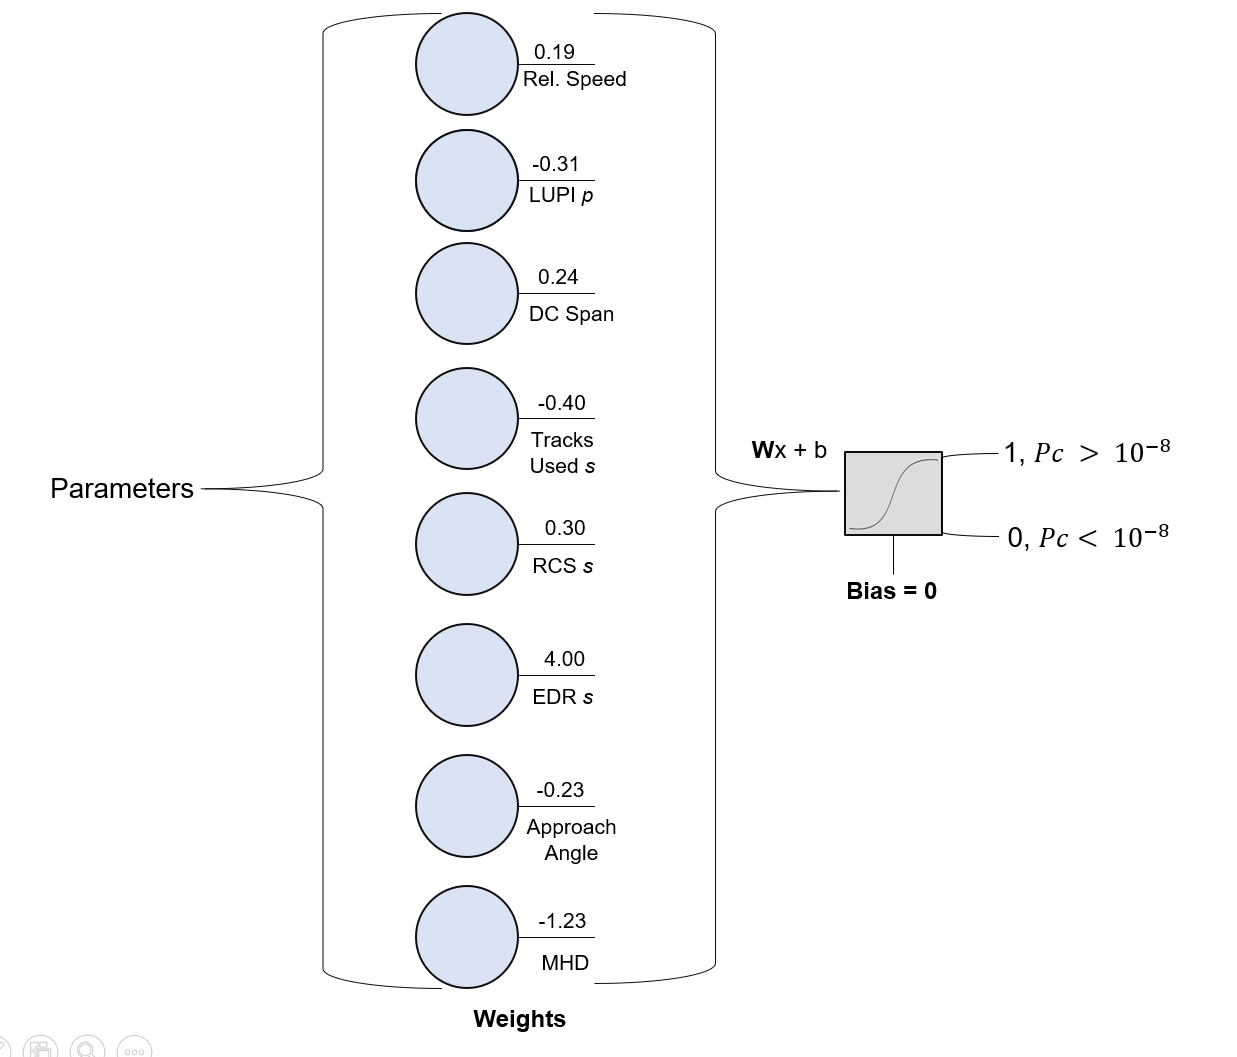 0.19
Rel. Speed
-0.31
LUPI p
0.24
DC Span
-0.40
Tracks
Used s
0.30
RCS s
4.00
EDR s
-0.23
Approach
Angle
-1.23
MHD
Weights
Parameters
Wx + b
1, Pc > 10⁻⁸
0, Pc < 10⁻⁸
Bias = 0